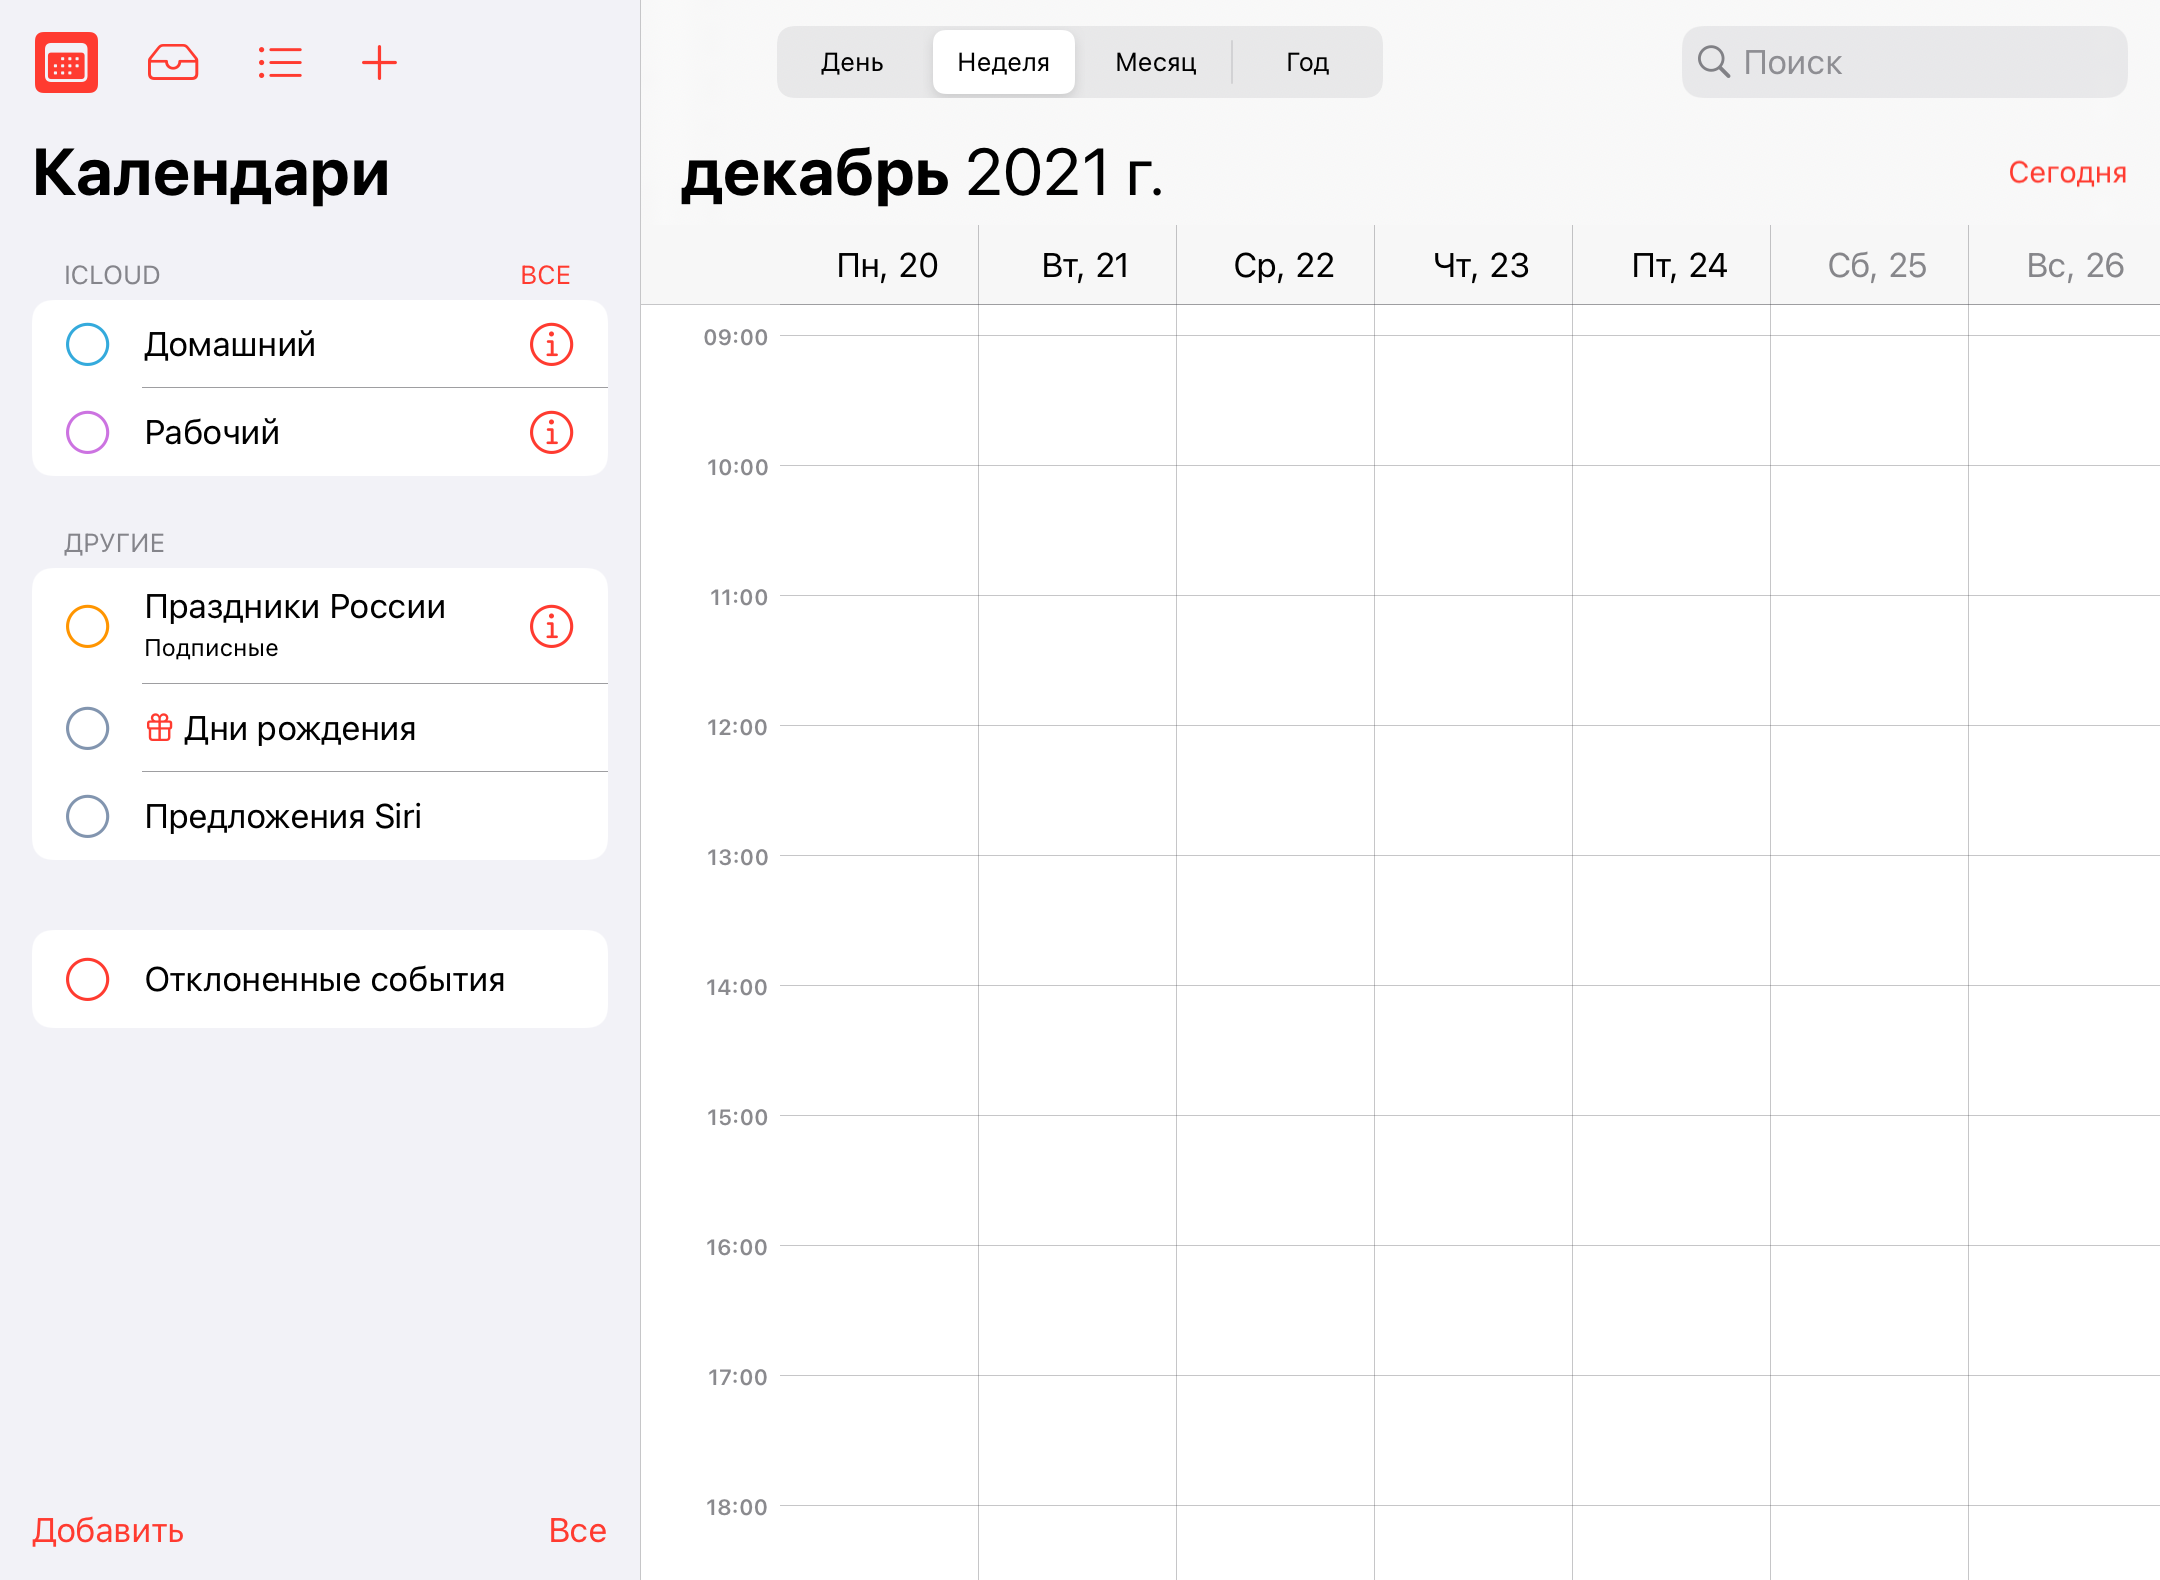 День Неделя Месяц Год
Поиск
Календари
декабрь 2021 г.
Сегодня
ICLOUD ВСЕ
Домашний
Рабочий
ДРУГИЕ
Праздники России
Подписные
Дни рождения
Предложения Siri
Отклоненные события
Добавить Все
Пн, 20 Вт, 21 Ср, 22 Чт, 23 Пт, 24 Сб, 25 Вс, 26
09:00
10:00
11:00
12:00
13:00
14:00
15:00
16:00
17:00
18:00